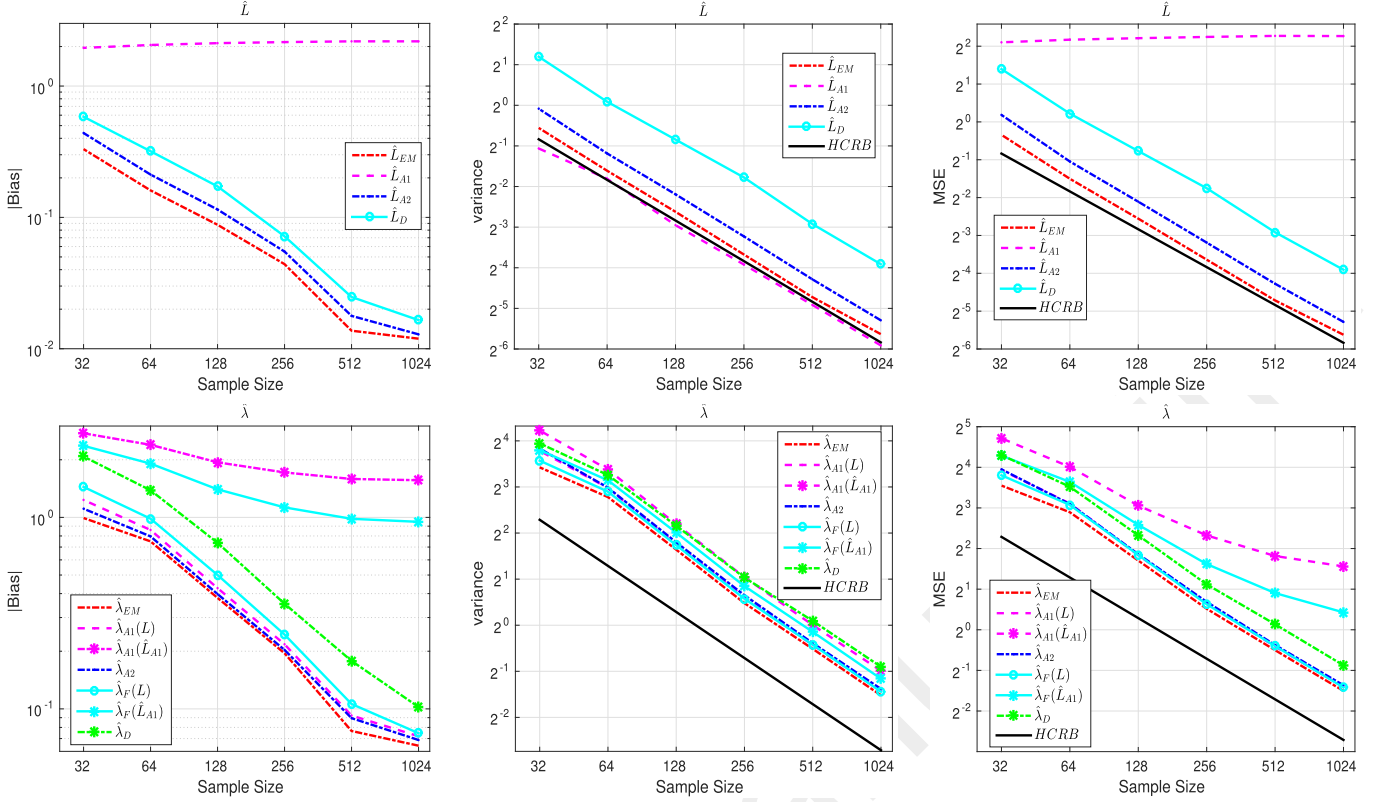 L̂
|Bias|
10^0
10^-1
10^-2
32 64 128 256 512 1024
Sample Size
L̂_EM
L̂_A1
L̂_A2
L̂_D
L̂
variance
2^2
2^1
2^0
2^-1
2^-2
2^-3
2^-4
2^-5
2^-6
32 64 128 256 512 1024
Sample Size
L̂_EM
L̂_A1
L̂_A2
L̂_D
HCRB
L̂
MSE
2^2
2^1
2^0
2^-1
2^-2
2^-3
2^-4
2^-5
2^-6
32 64 128 256 512 1024
Sample Size
L̂_EM
L̂_A1
L̂_A2
L̂_D
HCRB
λ̂
|Bias|
10^0
10^-1
32 64 128 256 512 1024
Sample Size
λ̂_EM
λ̂_A1(L)
λ̂_A1(L̂_A1)
λ̂_A2
λ̂_F(L)
λ̂_F(L̂_A1)
λ̂_D
λ̂
variance
2^4
2^3
2^2
2^1
2^0
2^-1
2^-2
32 64 128 256 512 1024
Sample Size
λ̂_EM
λ̂_A1(L)
λ̂_A1(L̂_A1)
λ̂_A2
λ̂_F(L)
λ̂_F(L̂_A1)
λ̂_D
HCRB
λ̂
MSE
2^5
2^4
2^3
2^2
2^1
2^0
2^-1
2^-2
32 64 128 256 512 1024
Sample Size
λ̂_EM
λ̂_A1(L)
λ̂_A1(L̂_A1)
λ̂_A2
λ̂_F(L)
λ̂_F(L̂_A1)
λ̂_D
HCRB